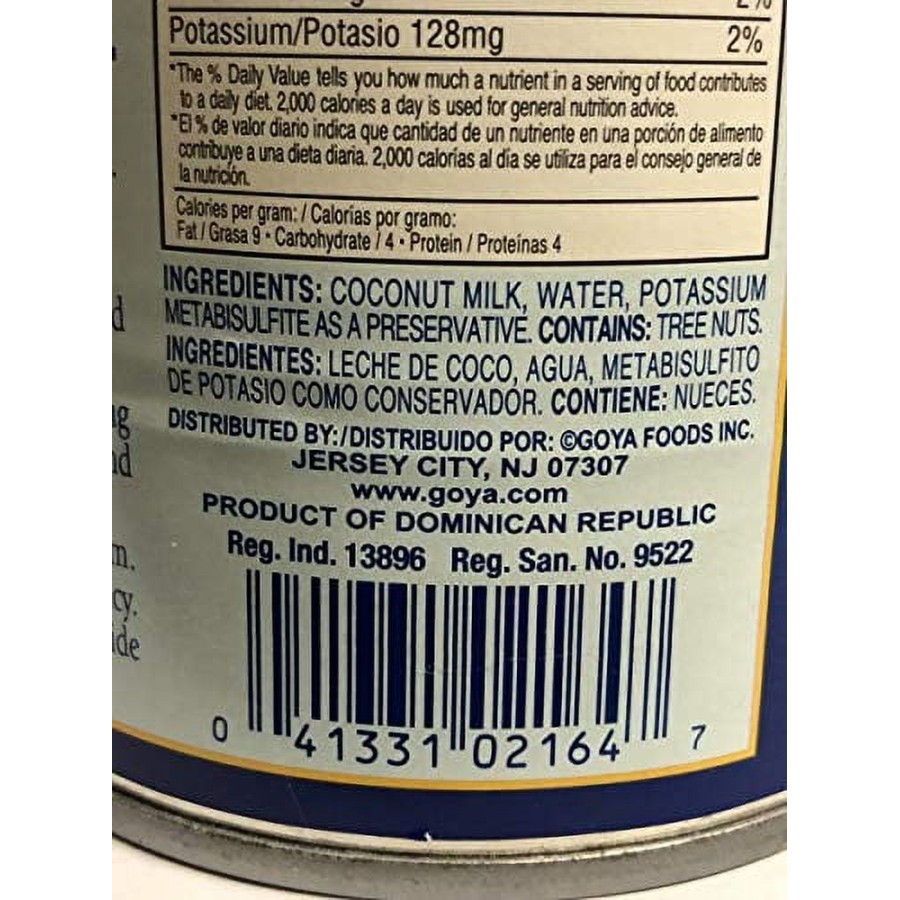 2%
Potassium/Potasio 128mg 2%
*The % Daily Value tells you how much a nutrient in a serving of food contributes
to a daily diet. 2,000 calories a day is used for general nutrition advice.
*El % de valor diario indica que cantidad de un nutriente en una porción de alimento
contribuye a una dieta diaria. 2,000 calorías al día se utiliza para el consejo general de
la nutrición.
Calories per gram: / Calorías por gramo:
Fat / Grasa 9 • Carbohydrate / 4 • Protein / Proteínas 4
INGREDIENTS: COCONUT MILK, WATER, POTASSIUM
METABISULFITE AS A PRESERVATIVE. CONTAINS: TREE NUTS.
INGREDIENTES: LECHE DE COCO, AGUA, METABISULFITO
DE POTASIO COMO CONSERVADOR. CONTIENE: NUECES.
DISTRIBUTED BY:/DISTRIBUIDO POR: ©GOYA FOODS INC.
JERSEY CITY, NJ 07307
www.goya.com
PRODUCT OF DOMINICAN REPUBLIC
Reg. Ind. 13896 Reg. San. No. 9522
0 41331 02164 7